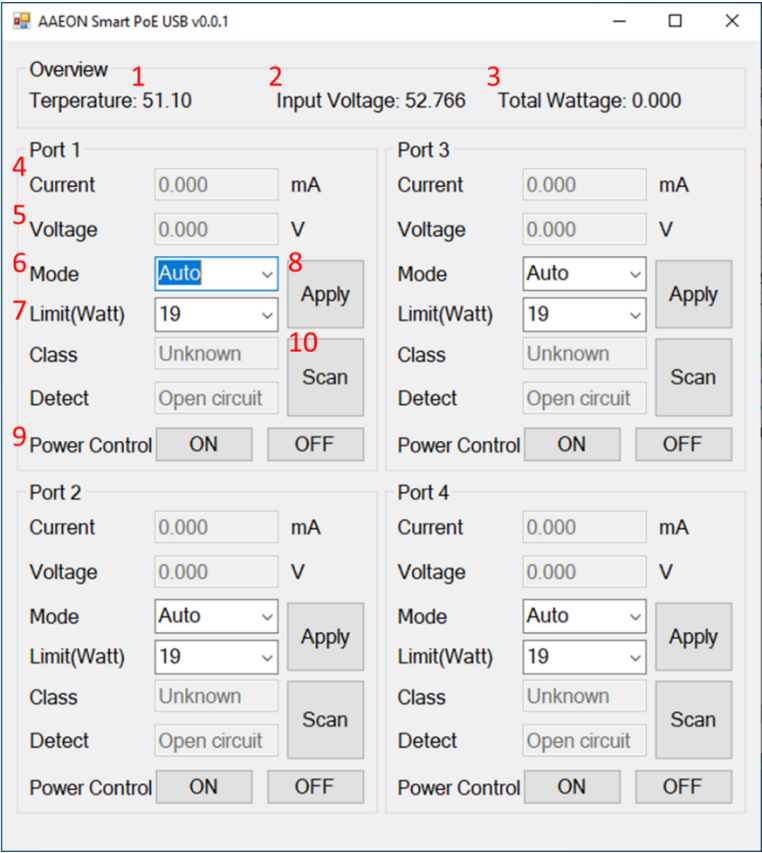 AAEON Smart PoE USB v0.0.1
Overview
1 2 3
Terperature: 51.10 Input Voltage: 52.766 Total Wattage: 0.000
Port 1
4
Current 0.000 mA
5
Voltage 0.000 V
6 Mode Auto
8 Apply
7 Limit(Watt) 19
Class Unknown
10 Scan
Detect Open circuit
9 Power Control ON OFF
Port 3
Current 0.000 mA
Voltage 0.000 V
Mode Auto
Apply
Limit(Watt) 19
Class Unknown
Scan
Detect Open circuit
Power Control ON OFF
Port 2
Current 0.000 mA
Voltage 0.000 V
Mode Auto
Apply
Limit(Watt) 19
Class Unknown
Scan
Detect Open circuit
Power Control ON OFF
Port 4
Current 0.000 mA
Voltage 0.000 V
Mode Auto
Apply
Limit(Watt) 19
Class Unknown
Scan
Detect Open circuit
Power Control ON OFF